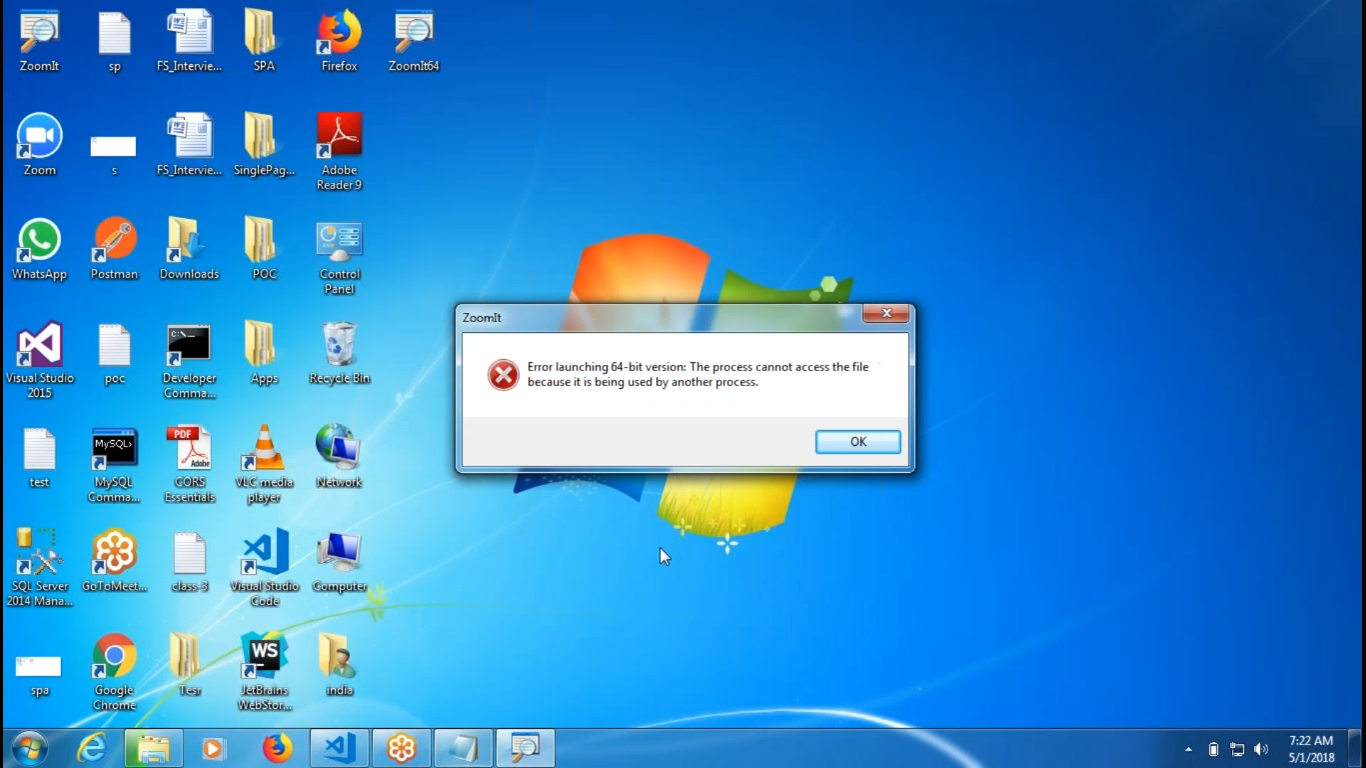 ZoomIt
sp
FS_Intervie...
SPA
Firefox
ZoomIt64
Zoom
s
FS_Intervie...
SinglePag...
Adobe
Reader 9
WhatsApp
Postman
Downloads
POC
Control
Panel
Visual Studio
2015
poc
C:\_
Developer
Comma...
Apps
Recycle Bin
test
MySQL>
MySQL
Comma...
PDF
Adobe
CORS
Essentials
VLC media
player
Network
SQL Server
2014 Mana...
GoToMeet...
class-3
Visual Studio
Code
Computer
spa
Google
Chrome
Tesr
WS
JetBrains
WebStor...
india
ZoomIt
Error launching 64-bit version: The process cannot access the file
because it is being used by another process.
OK
7:22 AM
5/1/2018